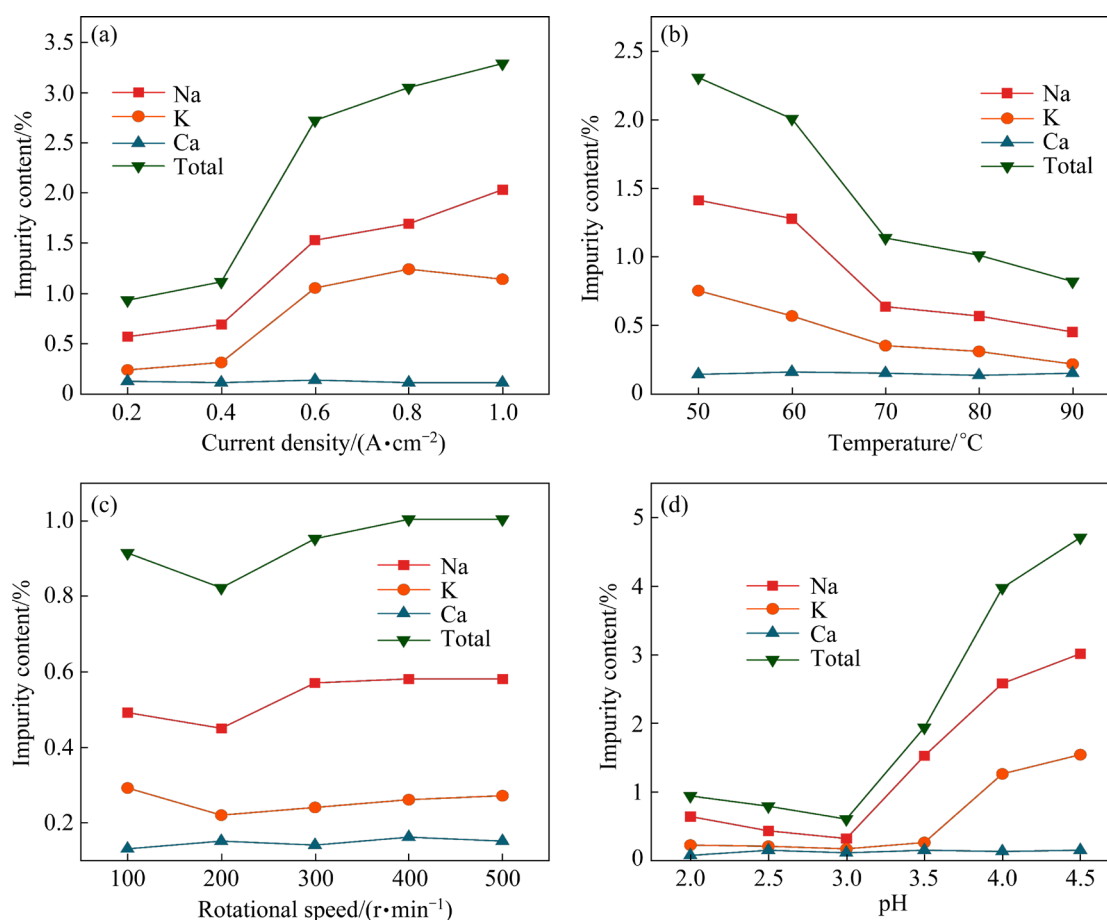 (a)
3.5
3.0
2.5
2.0
1.5
1.0
0.5
0
Impurity content/%
Na
K
Ca
Total
0.2 0.4 0.6 0.8 1.0
Current density/(A•cm⁻²)
(b)
2.5
2.0
1.5
1.0
0.5
0
Impurity content/%
Na
K
Ca
Total
50 60 70 80 90
Temperature/°C
(c)
1.0
0.8
0.6
0.4
0.2
Impurity content/%
Na
K
Ca
Total
100 200 300 400 500
Rotational speed/(r•min⁻¹)
(d)
5
4
3
2
1
0
Impurity content/%
Na
K
Ca
Total
2.0 2.5 3.0 3.5 4.0 4.5
pH